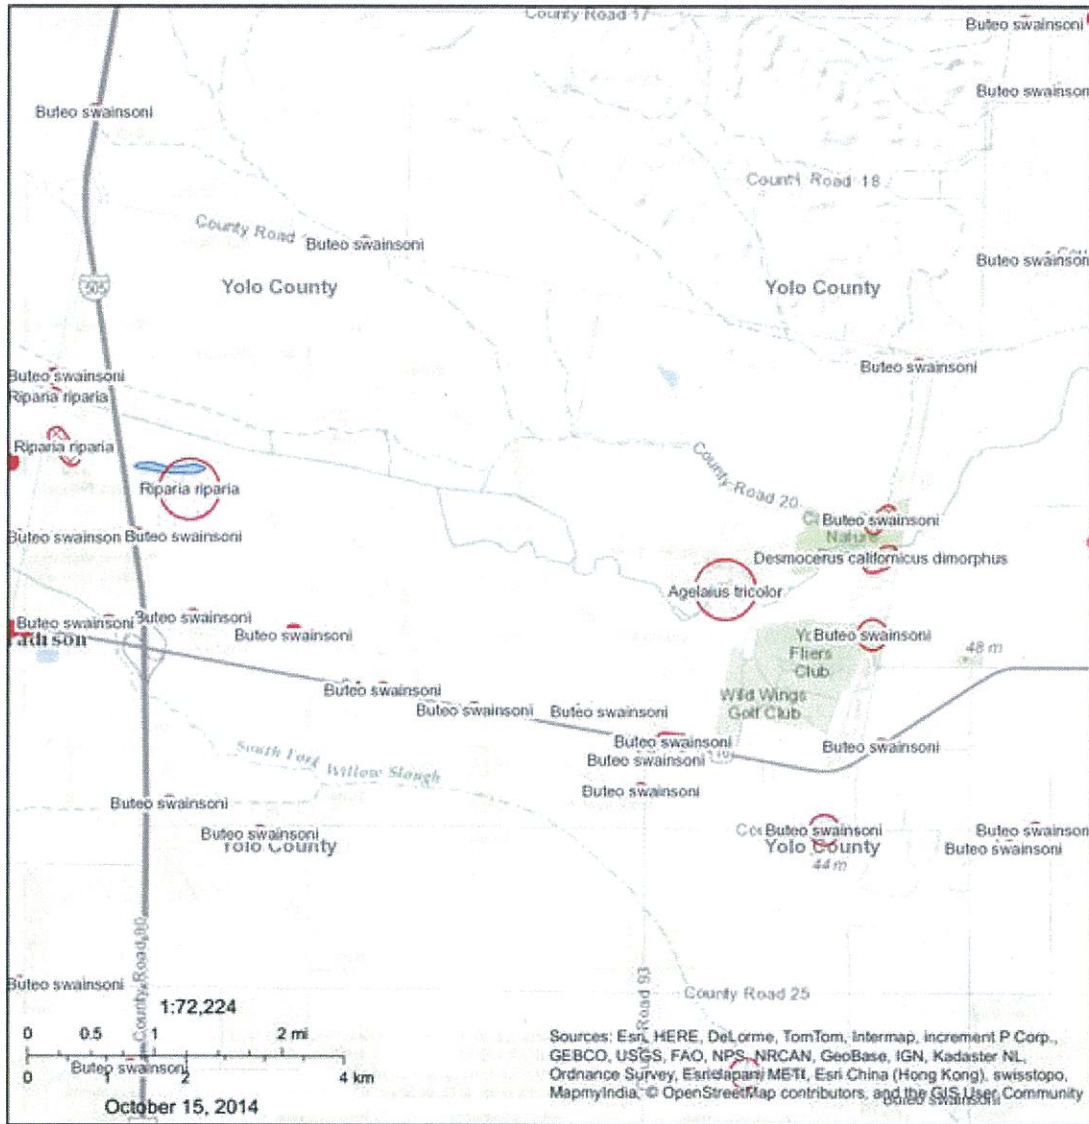 County Road 17
Buteo swainsoni
Buteo swainson
Buteo swainsoni
County Road 18
County Road
Buteo swainsoni
Buteo swainson
505
Yolo County
Yolo County
Buteo swainsoni
Buteo swainsoni
Riparia riparia
Riparia riparia
Riparia riparia
County Road 20
Buteo swainsoni
Nature
Buteo swainson
Buteo swainsoni
Desmocerus californicus dimorphus
Agelaius tricolor
Buteo swainsoni
Buteo swainsoni
Buteo swainsoni
Buteo swainsoni
Fliers
Club
48 m
Buteo swainsoni
Wild Wings
Golf Club
Buteo swainsoni
Buteo swainsoni
Buteo swainsoni
Buteo swainsoni
Buteo swainsoni
South Fork Willow Slough
Buteo swainsoni
Buteo swainsoni
Buteo swainsoni
Yolo County
Buteo swainsoni
Yolo County
44 m
Buteo swainson
Buteo swainsoni
Buteo swainsoni
County Road 90
Road 93
County Road 25
1:72,224
0 0.5 1 2 mi
0 1 2 4 km
Buteo swainsoni
October 15, 2014
Sources: Esri, HERE, DeLorme, TomTom, Intermap, increment P Corp.,
GEBCO, USGS, FAO, NPS, NRCAN, GeoBase, IGN, Kadaster NL,
Ordnance Survey, Esri Japan, METI, Esri China (Hong Kong), swisstopo,
MapmyIndia, © OpenStreetMap contributors, and the GIS User Community
Buteo swainsoni